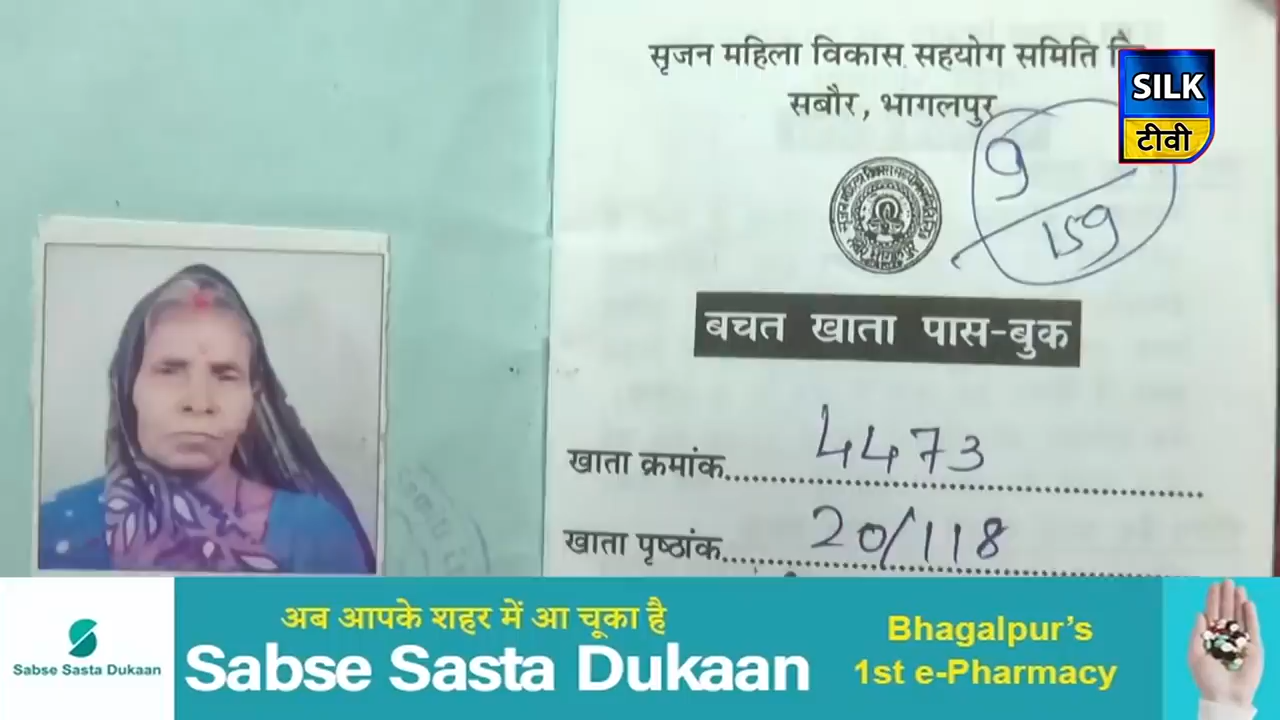 सृजन महिला विकास सहयोग समिति
सबौर, भागलपुर
SILK
टीवी
9
159
बचत खाता पास-बुक
खाता क्रमांक 4473
खाता पृष्ठांक 20/118
Sabse Sasta Dukaan
अब आपके शहर में आ चूका है
Sabse Sasta Dukaan
Bhagalpur's
1st e-Pharmacy